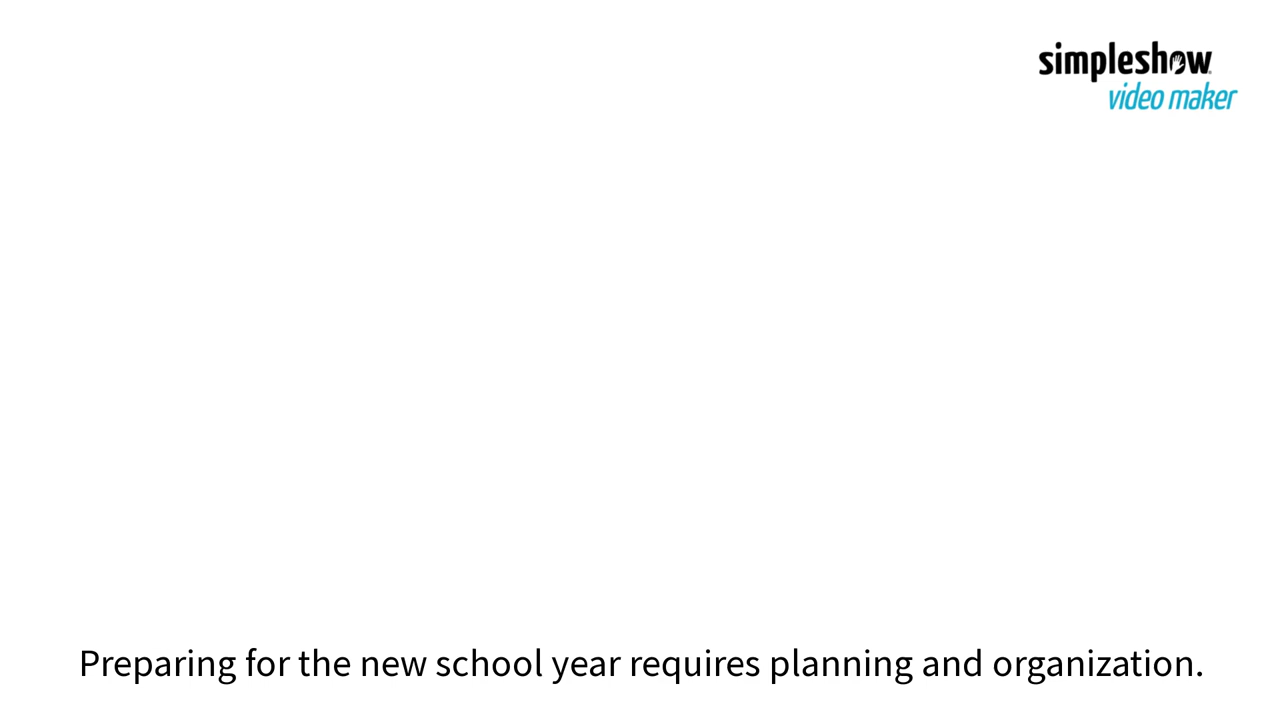 simpleshow
video maker
Preparing for the new school year requires planning and organization.